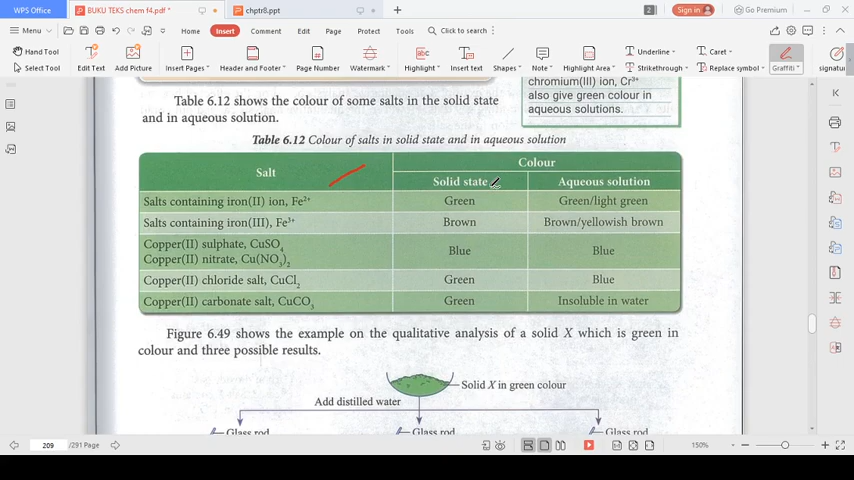 WPS Office
BUKU TEKS chem f4.pdf *
chptr8.ppt
+
2
Sign in
Go Premium
Menu
Home
Insert
Comment
Edit
Page
Protect
Tools
Click to search
Hand Tool
Select Tool
Edit Text
Add Text
Insert Pages
Header and Footer
Page Number
Watermark
Highlight
Insert Text
Shapes
Underline
Strikethrough
Highlight Area
Caret
Replace symbol
Graffiti
signatur
chromium(III) ion, Cr³⁺
also give green colour in
aqueous solutions.
Table 6.12 shows the colour of some salts in the solid state
and in aqueous solution.
Table 6.12 Colour of salts in solid state and in aqueous solution
Salt
Colour
Solid state
Aqueous solution
Salts containing iron(II) ion, Fe²⁺
Green
Green/light green
Salts containing iron(III), Fe³⁺
Brown
Brown/yellowish brown
Copper(II) sulphate, CuSO₄
Copper(II) nitrate, Cu(NO₃)₂
Blue
Blue
Copper(II) chloride salt, CuCl₂
Green
Blue
Copper(II) carbonate salt, CuCO₃
Green
Insoluble in water
Figure 6.49 shows the example on the qualitative analysis of a solid X which is green in
colour and three possible results.
Solid X in green colour
Add distilled water
Glass rod
Glass rod
Glass rod
209
/291 Page
150%